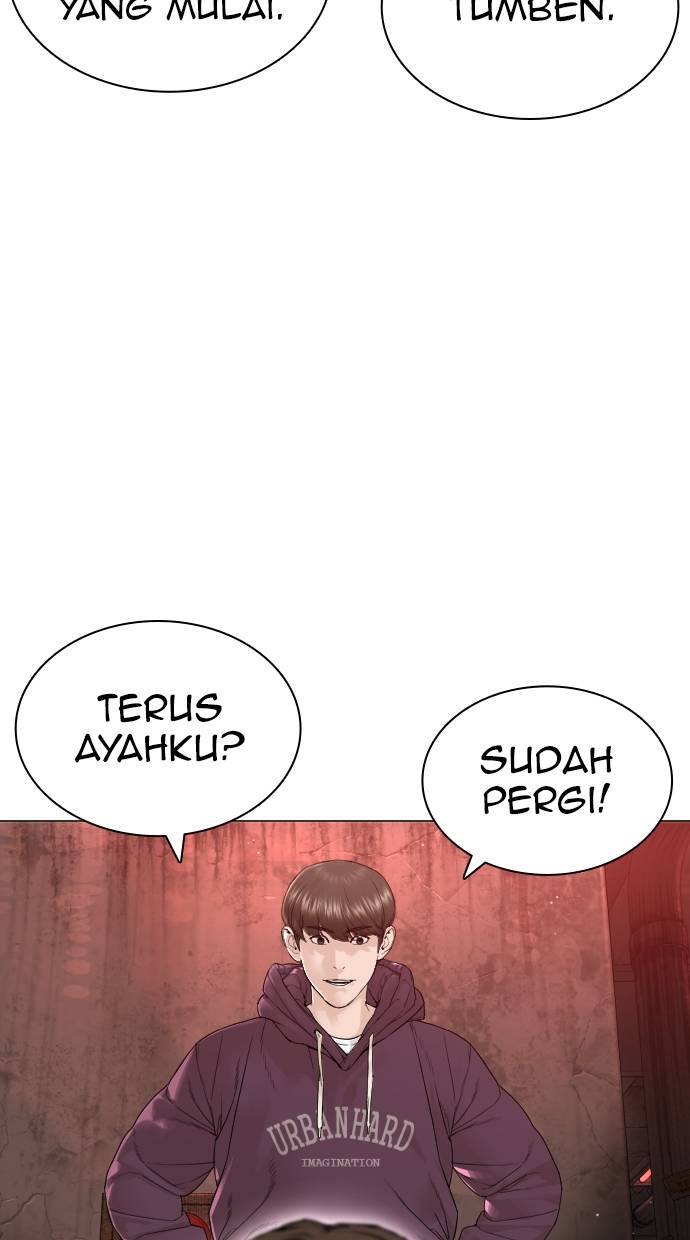 YANG MULAI.
TUMBEN.
TERUS
AYAHKU?
SUDAH
PERGI!
URBANHARD
IMAGINATION